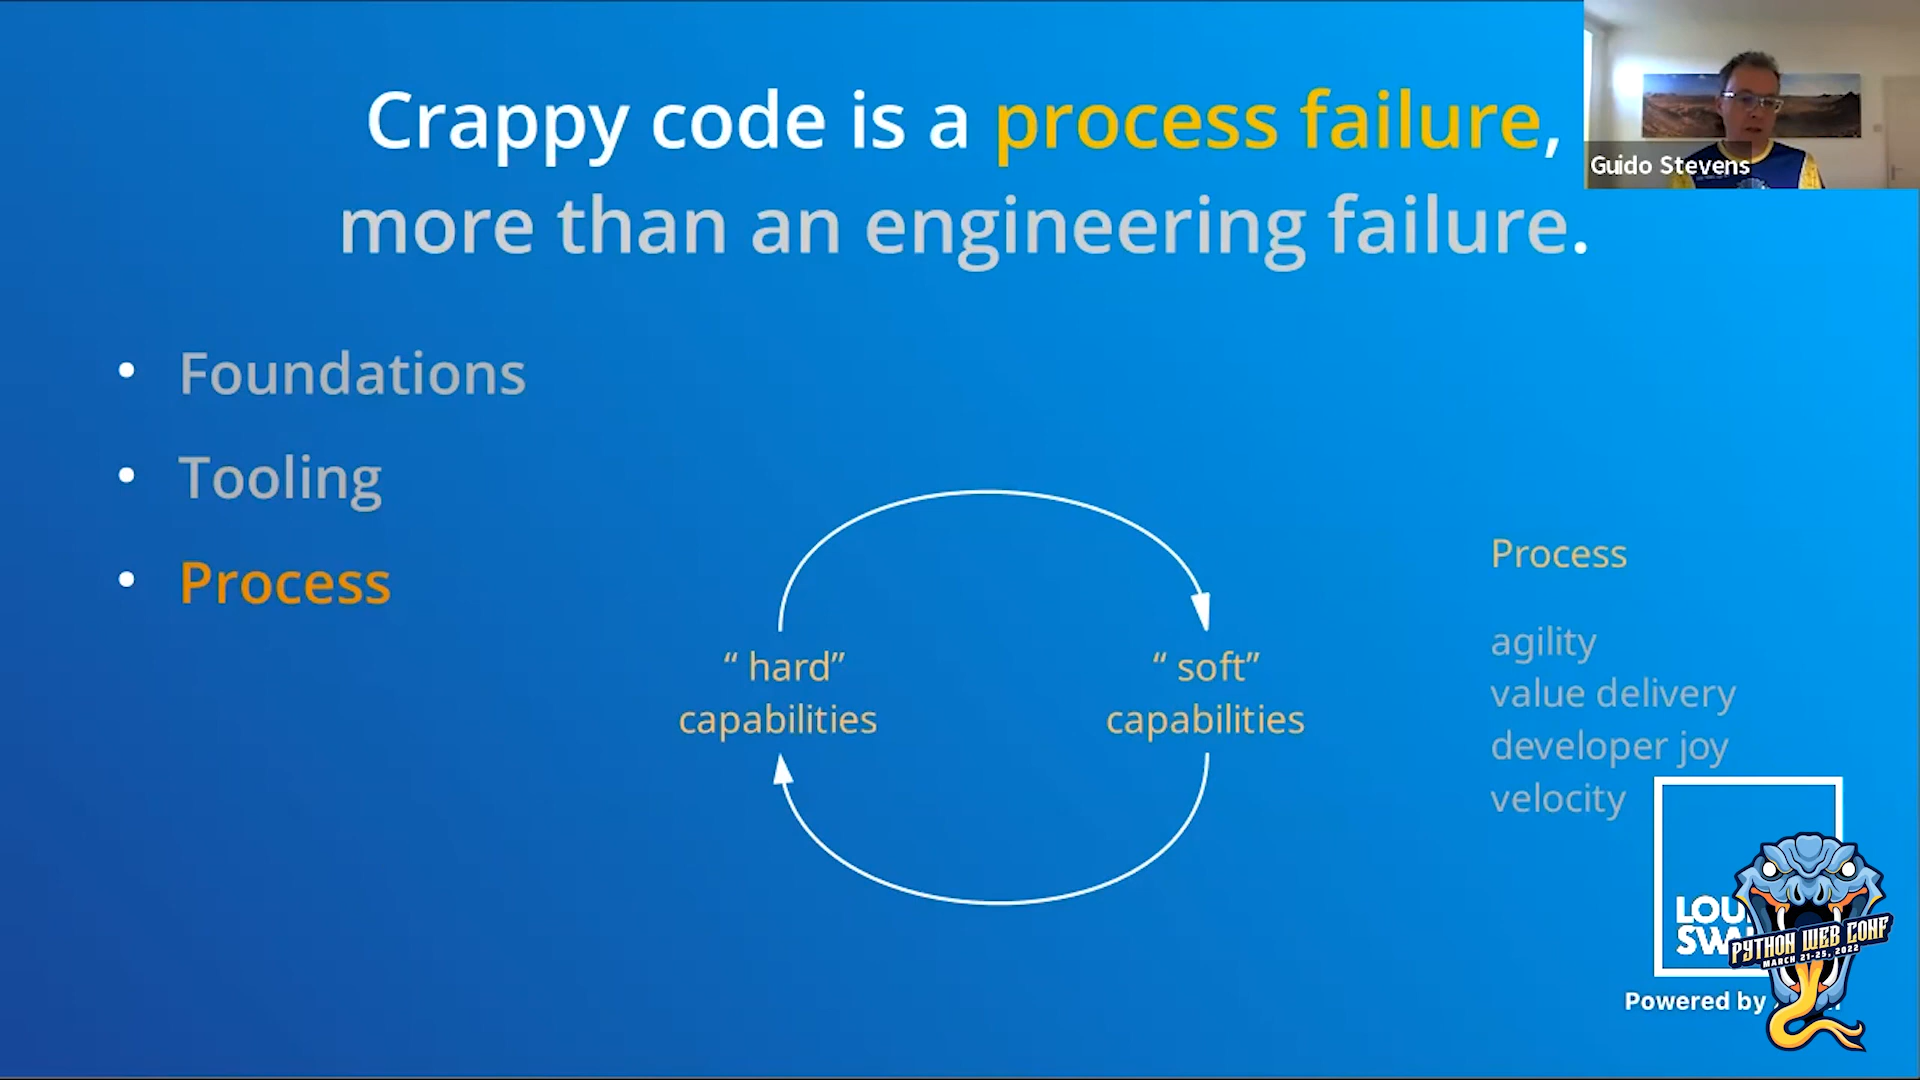 Crappy code is a process failure,
more than an engineering failure.
Guido Stevens
• Foundations
• Tooling
• Process
“ hard”
capabilities
“ soft”
capabilities
Process
agility
value delivery
developer joy
velocity
PYTHON WEB CONF
MARCH 21-25, 2022
Powered by